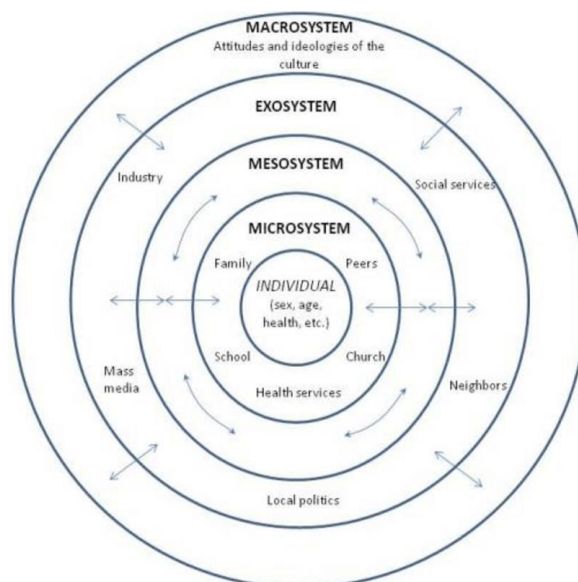 MACROSYSTEM
Attitudes and ideologies of the
culture
EXOSYSTEM
Industry
Social services
MESOSYSTEM
MICROSYSTEM
Family
Peers
INDIVIDUAL
(sex, age,
health, etc.)
School
Church
Mass
media
Health services
Neighbors
Local politics